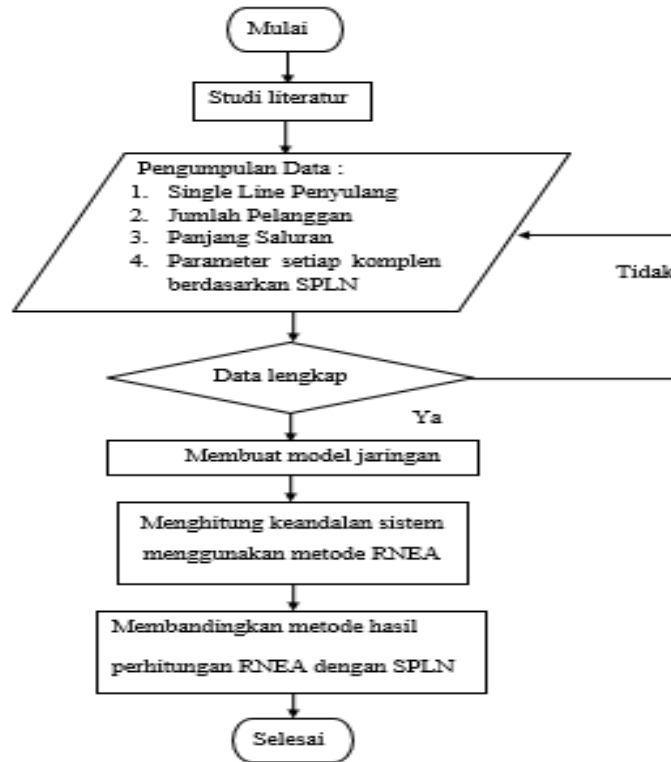 Mulai
Studi literatur
Pengumpulan Data :
1. Single Line Penyulang
2. Jumlah Pelanggan
3. Panjang Saluran
4. Parameter setiap komplen
berdasarkan SPLN
Tidak
Data lengkap
Ya
Membuat model jaringan
Menghitung keandalan sistem
menggunakan metode RNEA
Membandingkan metode hasil
perhitungan RNEA dengan SPLN
Selesai